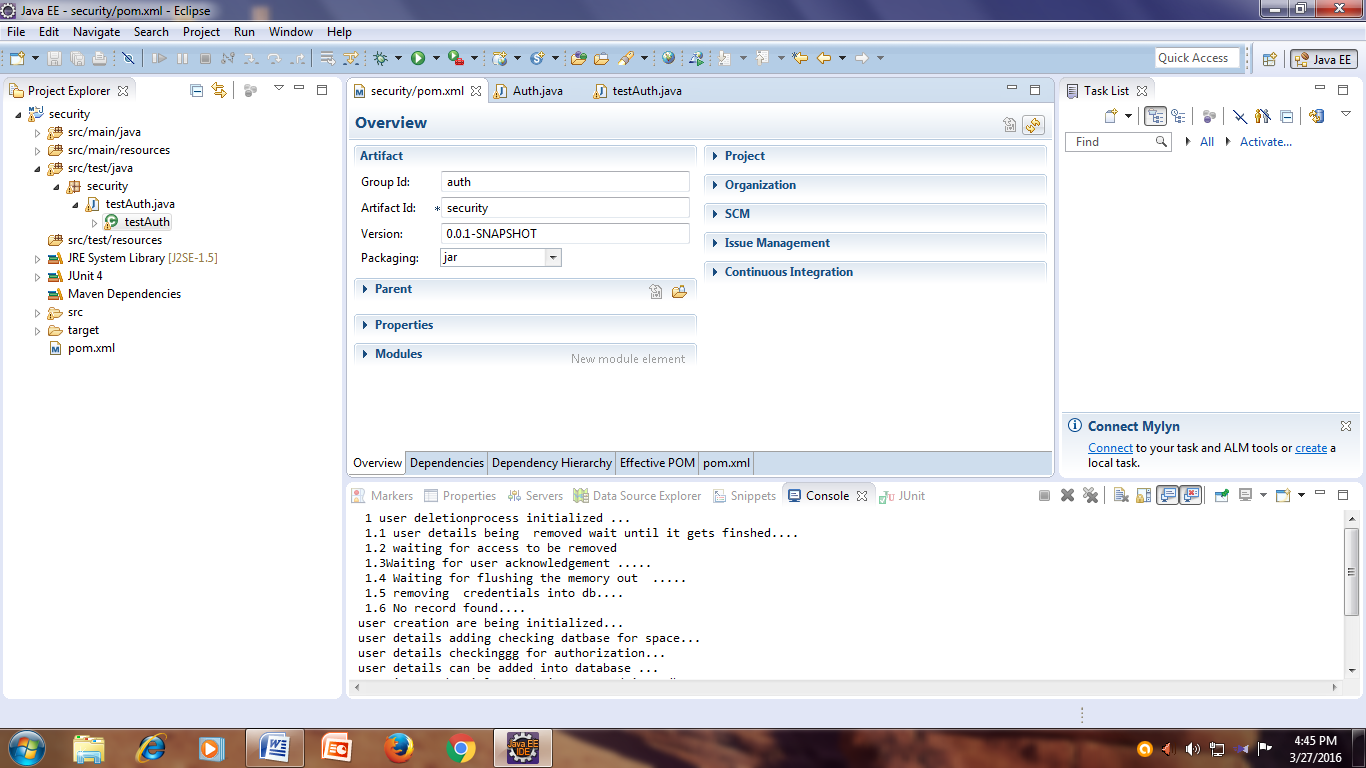 Java EE - security/pom.xml - Eclipse
File Edit Navigate Search Project Run Window Help
Quick Access
Java EE
Project Explorer
security
src/main/java
src/main/resources
src/test/java
security
testAuth.java
testAuth
src/test/resources
JRE System Library [J2SE-1.5]
JUnit 4
Maven Dependencies
src
target
pom.xml
security/pom.xml Auth.java testAuth.java
Overview
Artifact
Group Id: auth
Artifact Id: * security
Version: 0.0.1-SNAPSHOT
Packaging: jar
Parent
Properties
Modules New module element
Project
Organization
SCM
Issue Management
Continuous Integration
Overview Dependencies Dependency Hierarchy Effective POM pom.xml
Task List
Find All Activate...
Connect Mylyn
Connect to your task and ALM tools or create a
local task.
Markers Properties Servers Data Source Explorer Snippets Console JUnit
1 user deletionprocess initialized ...
1.1 user details being  removed wait until it gets finshed....
1.2 waiting for access to be removed
1.3Waiting for user acknowledgement .....
1.4 Waiting for flushing the memory out  .....
1.5 removing  credentials into db....
1.6 No record found....
user creation are being initialized...
user details adding checking datbase for space...
user details checkinggg for authorization...
user details can be added into database ...
Java EE
IDE
4:45 PM
3/27/2016